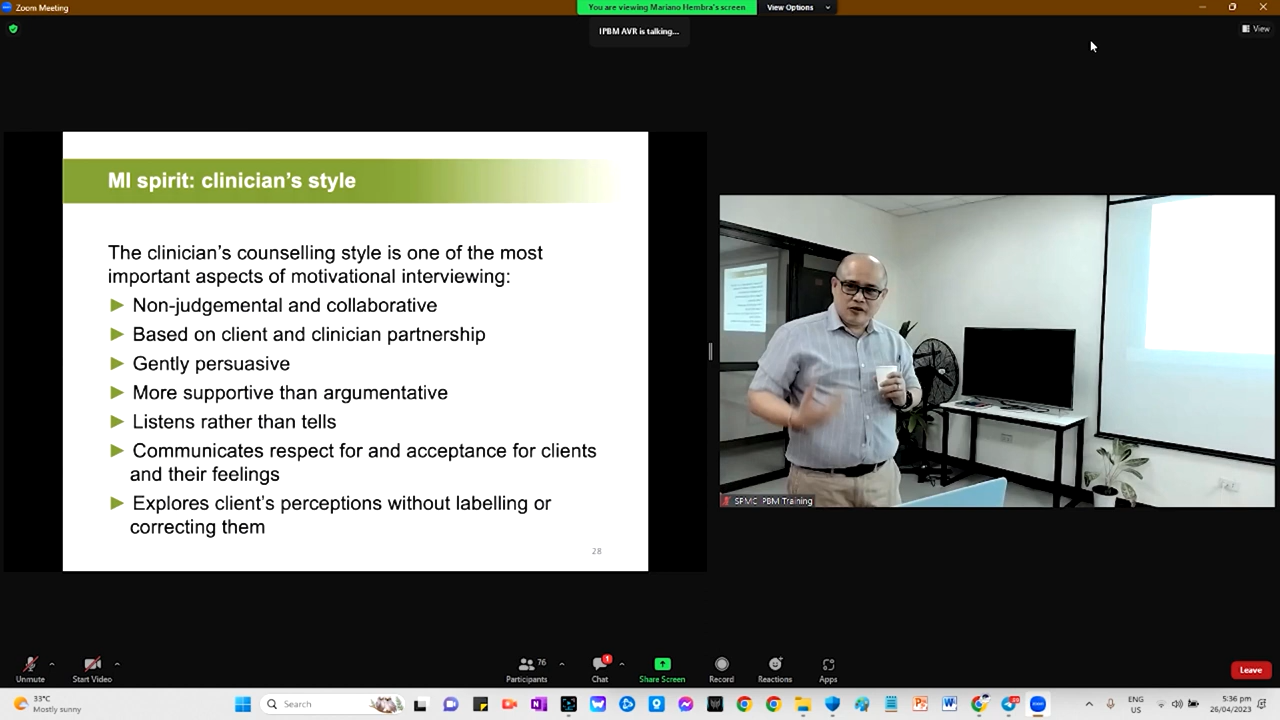 Zoom Meeting
You are viewing Mariano Hembra's screen
View Options
IPBM AVR is talking...
View
MI spirit: clinician's style
The clinician's counselling style is one of the most
important aspects of motivational interviewing:
Non-judgemental and collaborative
Based on client and clinician partnership
Gently persuasive
More supportive than argumentative
Listens rather than tells
Communicates respect for and acceptance for clients
and their feelings
Explores client's perceptions without labelling or
correcting them
28
SPMC IPBM Training
Unmute
Start Video
76
Participants
1
Chat
Share Screen
Record
Reactions
Apps
Leave
33°C
Mostly sunny
Search
ENG
US
5:36 pm
26/04/2023